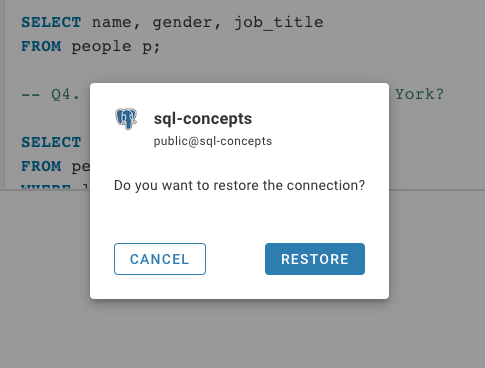 SELECT name, gender, job_title
FROM people p;
-- Q4. York?
SELECT
FROM pe
WHERE
sql-concepts
public@sql-concepts
Do you want to restore the connection?
CANCEL
RESTORE